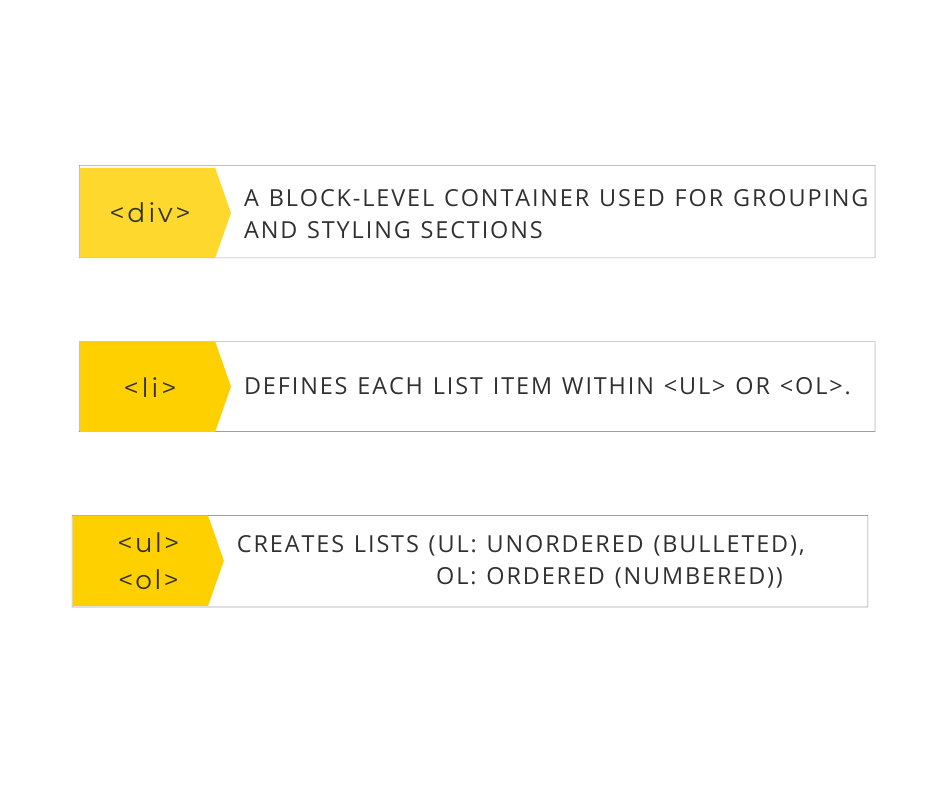 <div>
A BLOCK-LEVEL CONTAINER USED FOR GROUPING
AND STYLING SECTIONS
<li>
DEFINES EACH LIST ITEM WITHIN <UL> OR <OL>.
<ul>
<ol>
CREATES LISTS (UL: UNORDERED (BULLETED),
OL: ORDERED (NUMBERED))